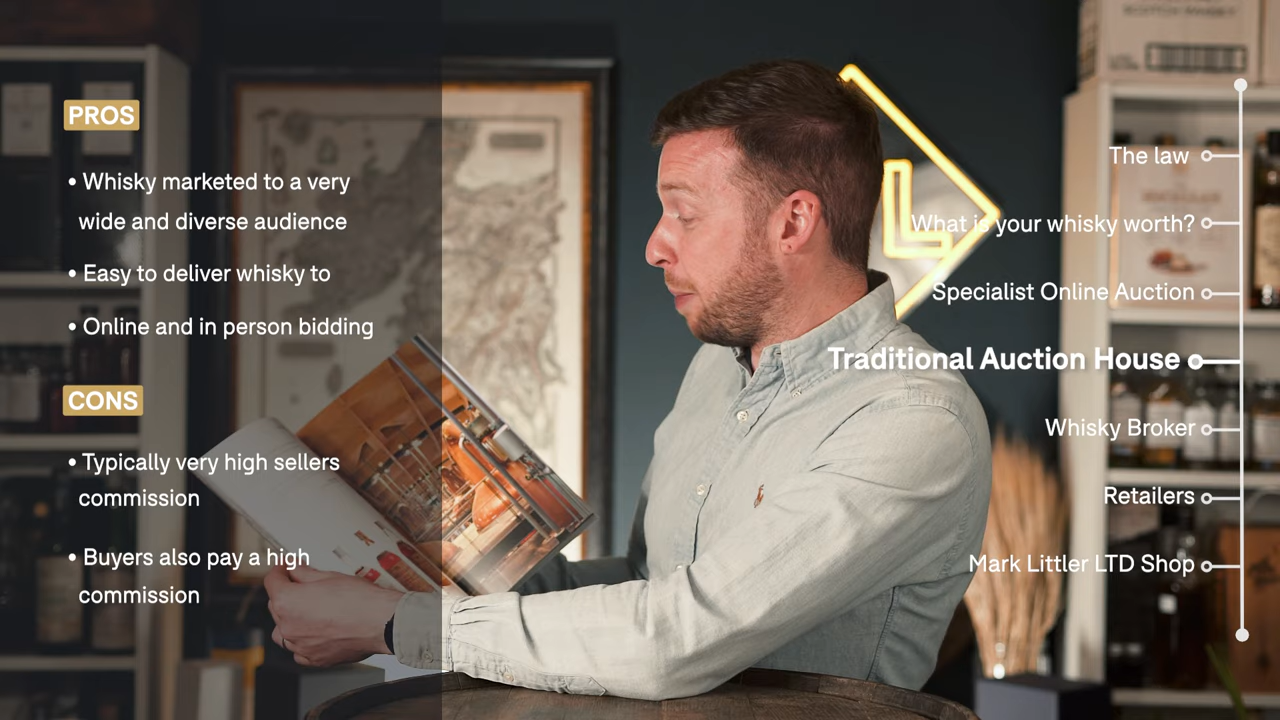 PROS
• Whisky marketed to a very
wide and diverse audience
• Easy to deliver whisky to
• Online and in person bidding
CONS
• Typically very high sellers
commission
• Buyers also pay a high
commission
SCOTCH WHISKY
The law
What is your whisky worth?
Specialist Online Auction
Traditional Auction House
Whisky Broker
Retailers
Mark Littler LTD Shop